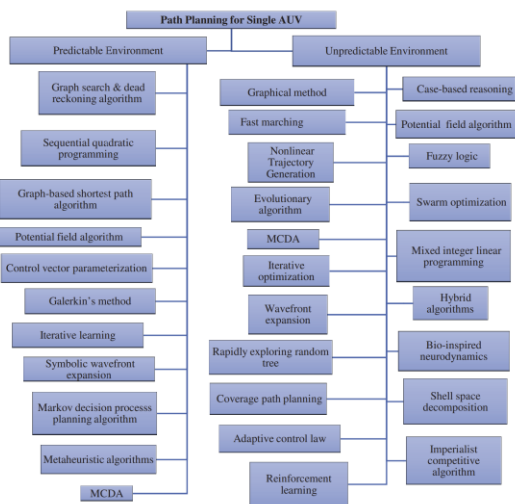 Path Planning for Single AUV
Predictable Environment
Graph search & dead
reckoning algorithm
Sequential quadratic
programming
Graph-based shortest path
algorithm
Potential field algorithm
Control vector parameterization
Galerkin's method
Iterative learning
Symbolic wavefront
expansion
Markov decision processs
planning algorithm
Metaheuristic algorithms
MCDA
Unpredictable Environment
Graphical method
Fast marching
Nonlinear
Trajectory
Generation
Evolutionary
algorithm
MCDA
Iterative
optimization
Wavefront
expansion
Rapidly exploring random
tree
Coverage path planning
Adaptive control law
Reinforcement
learning
Case-based reasoning
Potential field algorithm
Fuzzy logic
Swarm optimization
Mixed integer linear
programming
Hybrid
algorithms
Bio-inspired
neurodynamics
Shell space
decomposition
Imperialist
competitive
algorithm